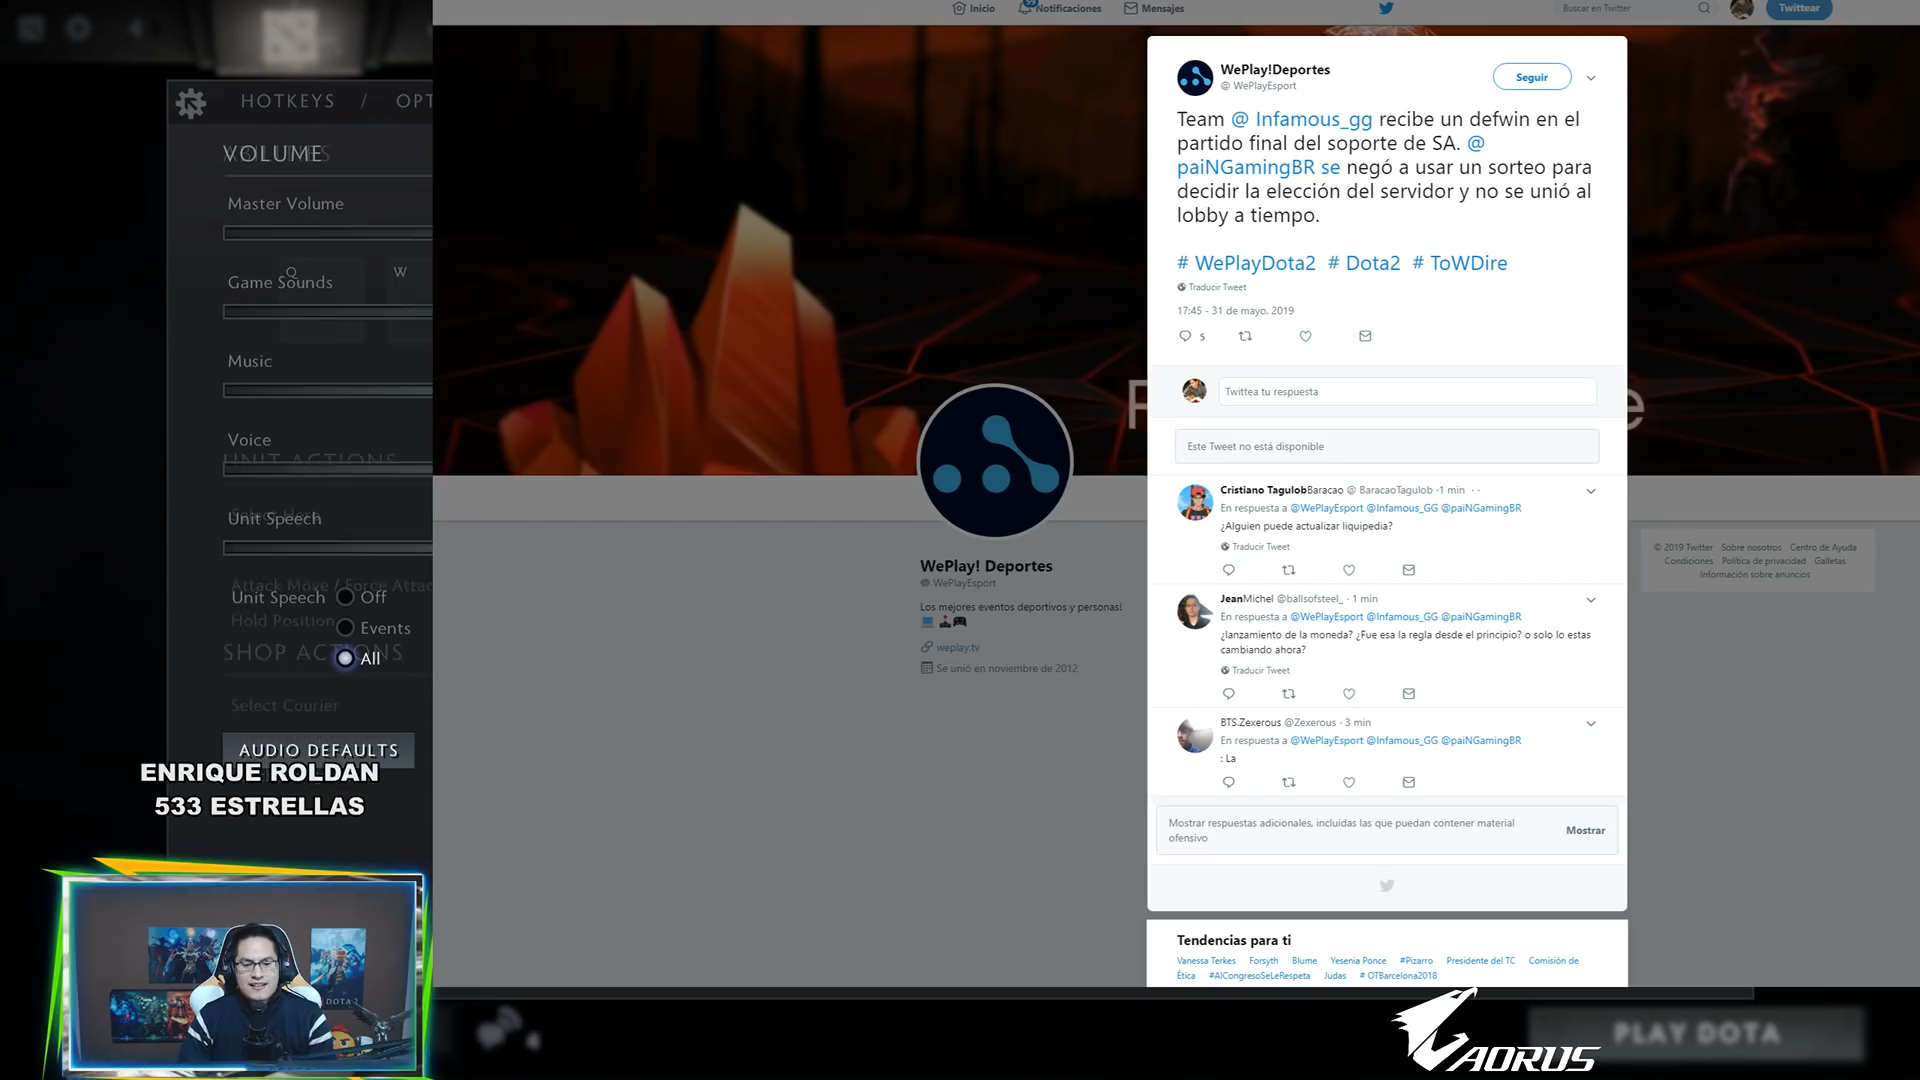 Inicio
Notificaciones
Mensajes
Buscar en Twitter
Twittear
HOTKEYS / OPT
VOLUME
Master Volume
Game Sounds
Q
W
Music
Voice
UNIT ACTIONS
Unit Speech
Select Hero
Attack Move / Force Attac
Unit Speech
Off
Hold Position
Events
SHOP ACTIONS
All
Select Courier
AUDIO DEFAULTS
ENRIQUE ROLDAN
533 ESTRELLAS
DOTA 2
WePlay! Deportes
@ WePlayEsport
Los mejores eventos deportivos y personas!
weplay.tv
Se unió en noviembre de 2012
WePlay!Deportes
@ WePlayEsport
Seguir
Team @ Infamous_gg recibe un defwin en el
partido final del soporte de SA. @
paiNGamingBR se negó a usar un sorteo para
decidir la elección del servidor y no se unió al
lobby a tiempo.
# WePlayDota2 # Dota2 # ToWDire
Traducir Tweet
17:45 - 31 de mayo. 2019
5
Twittea tu respuesta
Este Tweet no está disponible
Cristiano TagulobBaracao @ BaracaoTagulob ·1 min ··
En respuesta a @WePlayEsport @Infamous_GG @paiNGamingBR
¿Alguien puede actualizar liquipedia?
Traducir Tweet
JeanMichel @ballsofsteel_ · 1 min
En respuesta a @WePlayEsport @Infamous_GG @paiNGamingBR
¿lanzamiento de la moneda? ¿Fue esa la regla desde el principio? o solo lo estas
cambiando ahora?
Traducir Tweet
BTS.Zexerous @Zexerous · 3 min
En respuesta a @WePlayEsport @Infamous_GG @paiNGamingBR
: La
Mostrar respuestas adicionales, incluidas las que puedan contener material
ofensivo
Mostrar
Tendencias para ti
Vanessa Terkes Forsyth Blume Yesenia Ponce #Pizarro Presidente del TC Comisión de
Ética #AlCongresoSeLeRespeta Judas # OTBarcelona2018
© 2019 Twitter Sobre nosotros Centro de Ayuda
Condiciones Política de privacidad Galletas
Información sobre anuncios
4
AORUS
PLAY DOTA